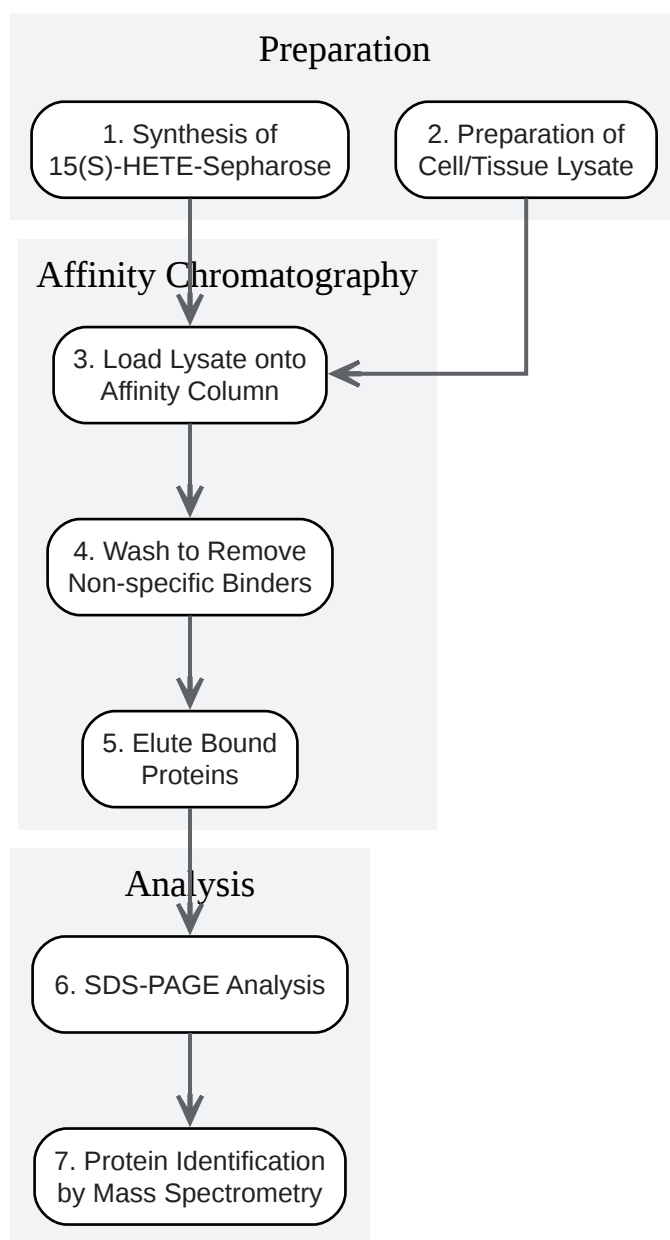 Preparation
1. Synthesis of
15(S)-HETE-Sepharose
2. Preparation of
Cell/Tissue Lysate
Affinity Chromatography
3. Load Lysate onto
Affinity Column
4. Wash to Remove
Non-specific Binders
5. Elute Bound
Proteins
Analysis
6. SDS-PAGE Analysis
7. Protein Identification
by Mass Spectrometry